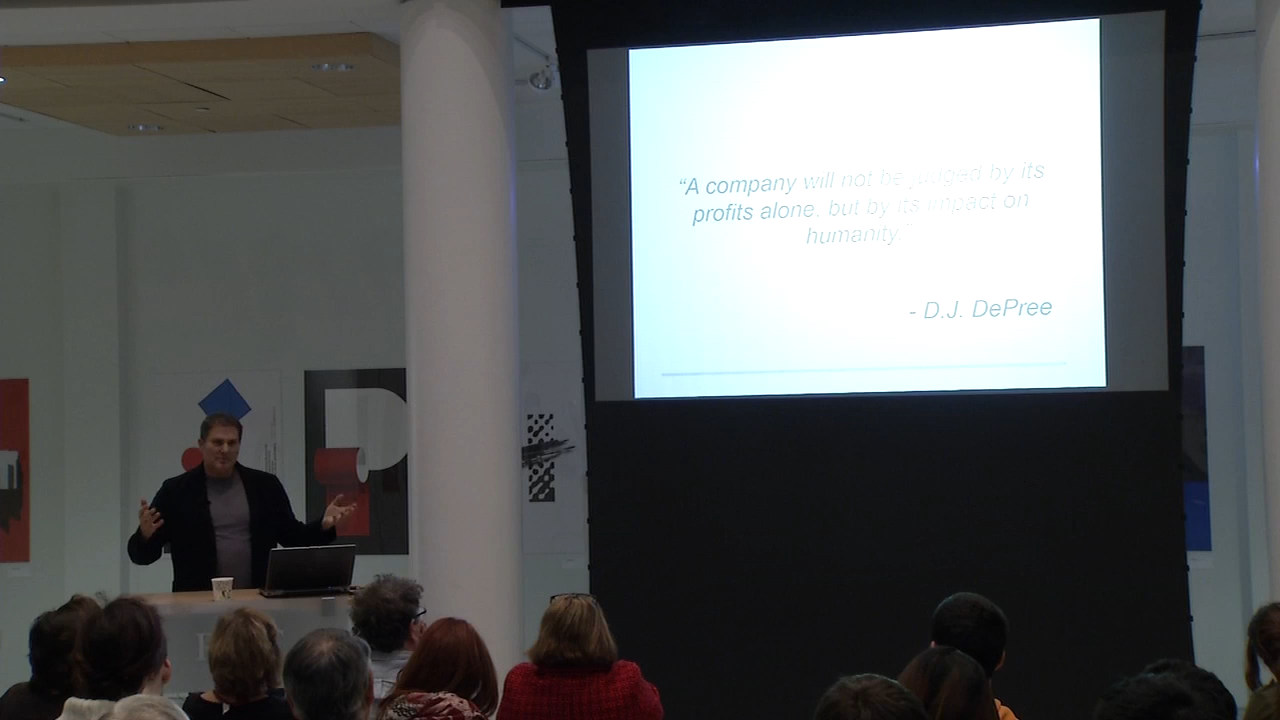 “A company will not be judged by its
profits alone, but by its impact on
humanity.”
- D.J. DePree